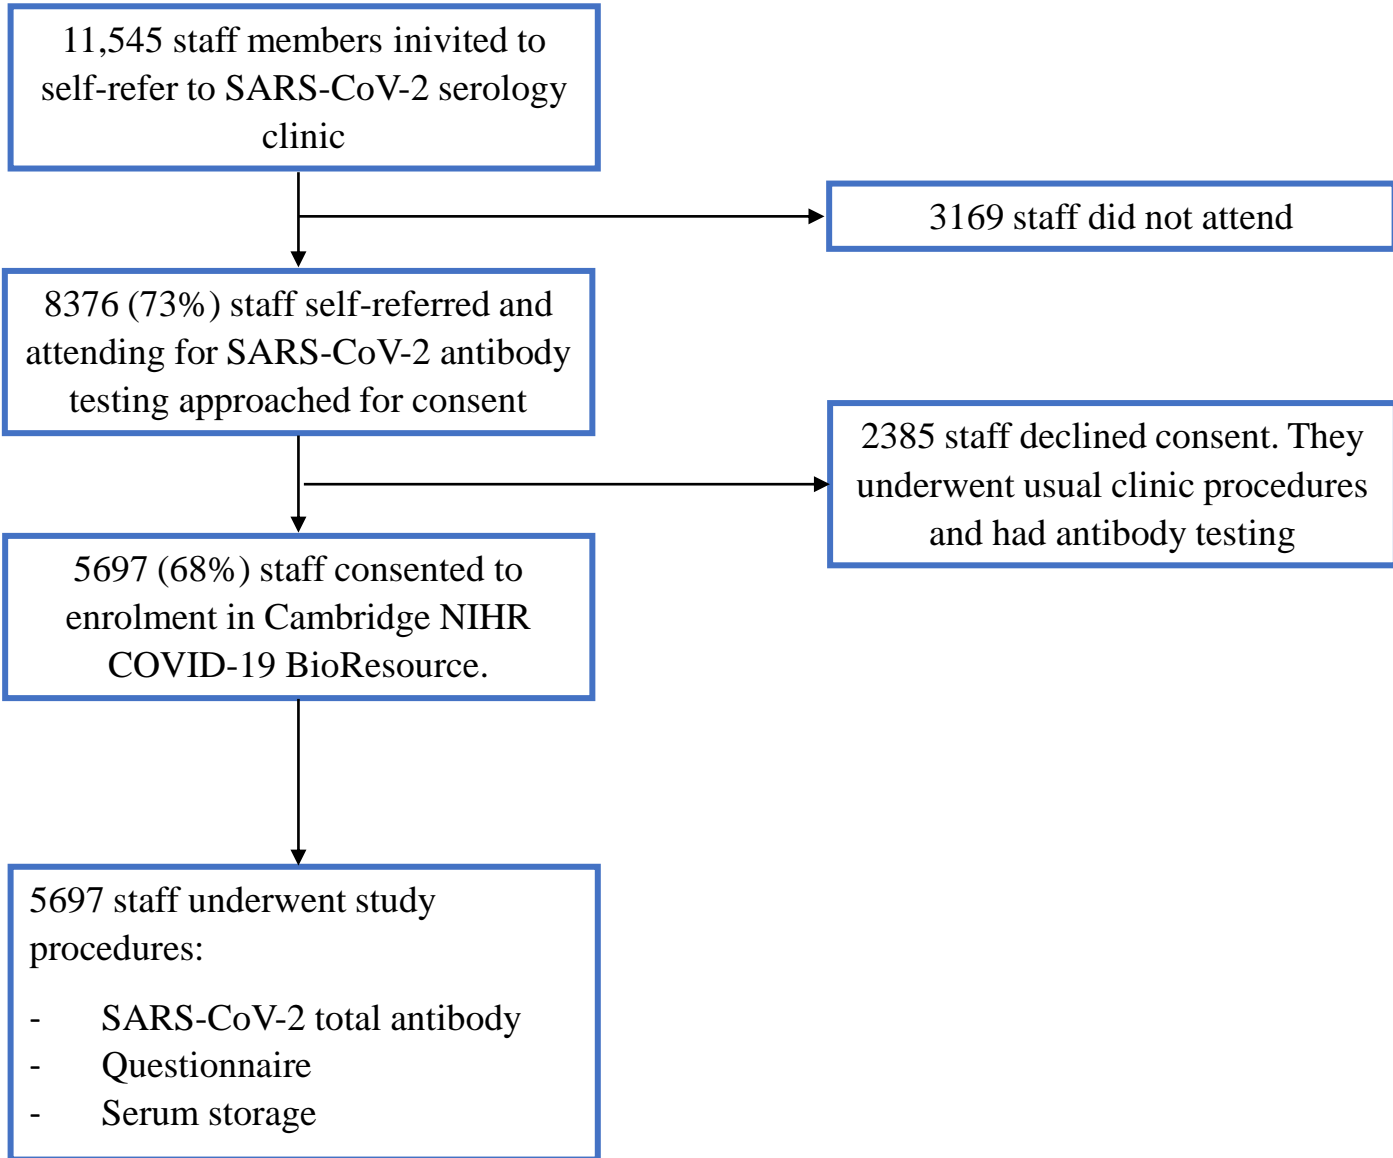 11,545 staff members inivited to
self-refer to SARS-CoV-2 serology
clinic
3169 staff did not attend
8376 (73%) staff self-referred and
attending for SARS-CoV-2 antibody
testing approached for consent
2385 staff declined consent. They
underwent usual clinic procedures
and had antibody testing
5697 (68%) staff consented to
enrolment in Cambridge NIHR
COVID-19 BioResource.
5697 staff underwent study
procedures:
- SARS-CoV-2 total antibody
- Questionnaire
- Serum storage